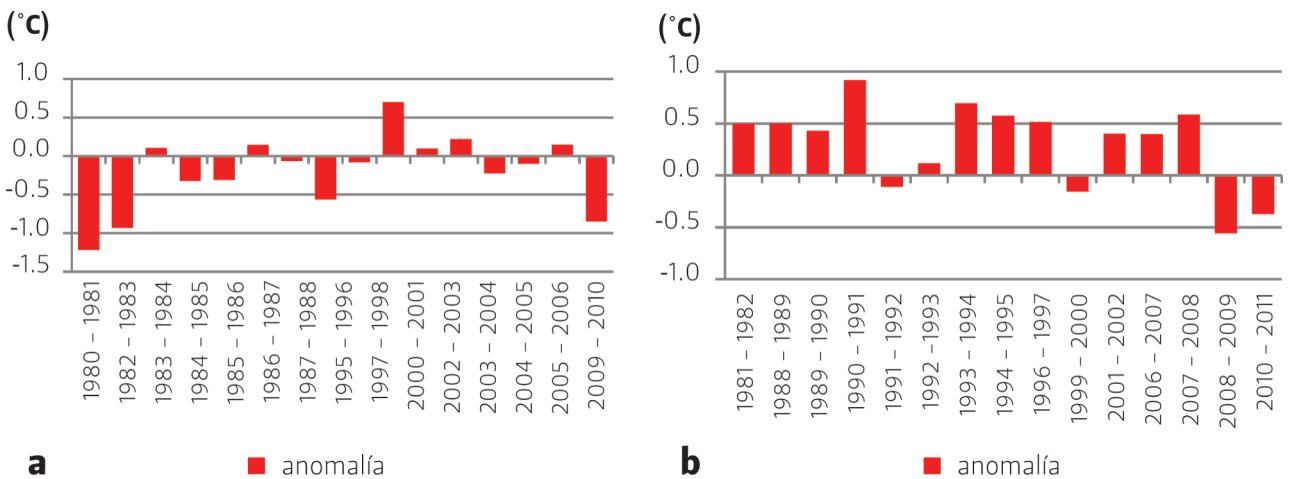 (°C)
1.0
0.5
0.0
-0.5
-1.0
-1.5
1980 – 1981
1982 – 1983
1983 – 1984
1984 – 1985
1985 – 1986
1986 – 1987
1987 – 1988
1995 – 1996
1997 – 1998
2000 – 2001
2002 – 2003
2003 – 2004
2004 – 2005
2005 – 2006
2009 – 2010
a
anomalía
(°C)
1.0
0.5
0.0
-0.5
-1.0
1981 – 1982
1988 – 1989
1989 – 1990
1990 – 1991
1991 – 1992
1992 –1993
1993 – 1994
1994 – 1995
1996 – 1997
1999 – 2000
2001 – 2002
2006 – 2007
2007 – 2008
2008 – 2009
2010 – 2011
b
anomalía